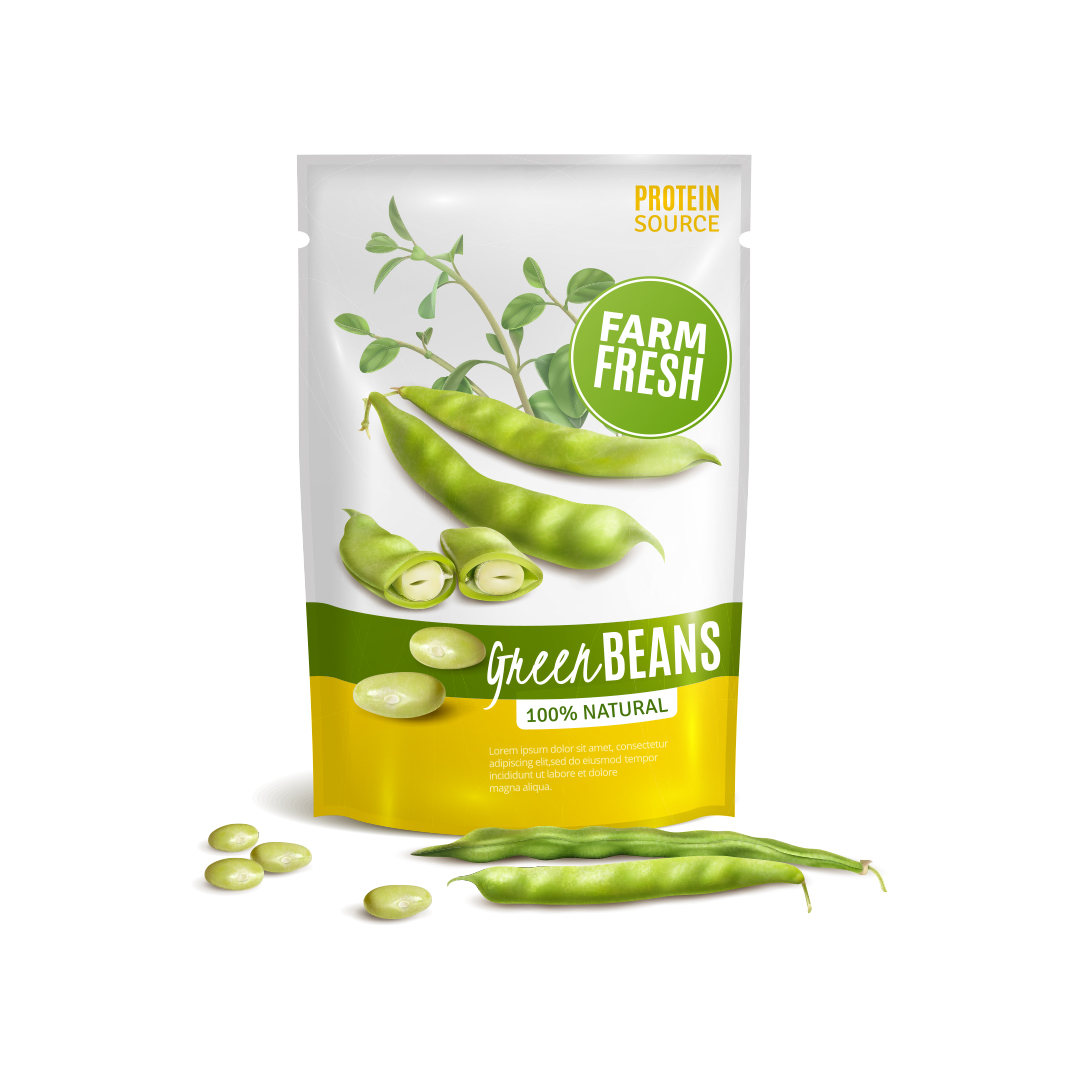 PROTEIN
SOURCE
FARM
FRESH
Green BEANS
100% NATURAL
Lorem ipsum dolor sit amet, consectetur
adipiscing elit,sed do eiusmod tempor
incididunt ut labore et dolore
magna aliqua.